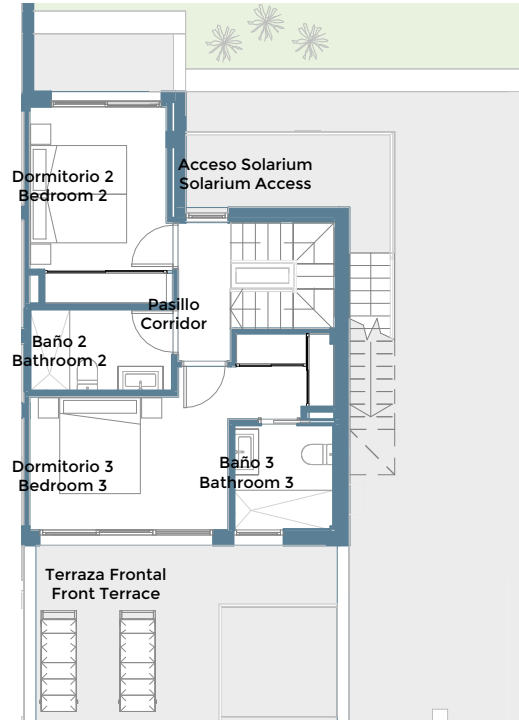 Acceso Solarium
Solarium Access
Dormitorio 2
Bedroom 2
Pasillo
Corridor
Baño 2
Bathroom 2
Dormitorio 3
Bedroom 3
Baño 3
Bathroom 3
Terraza Frontal
Front Terrace